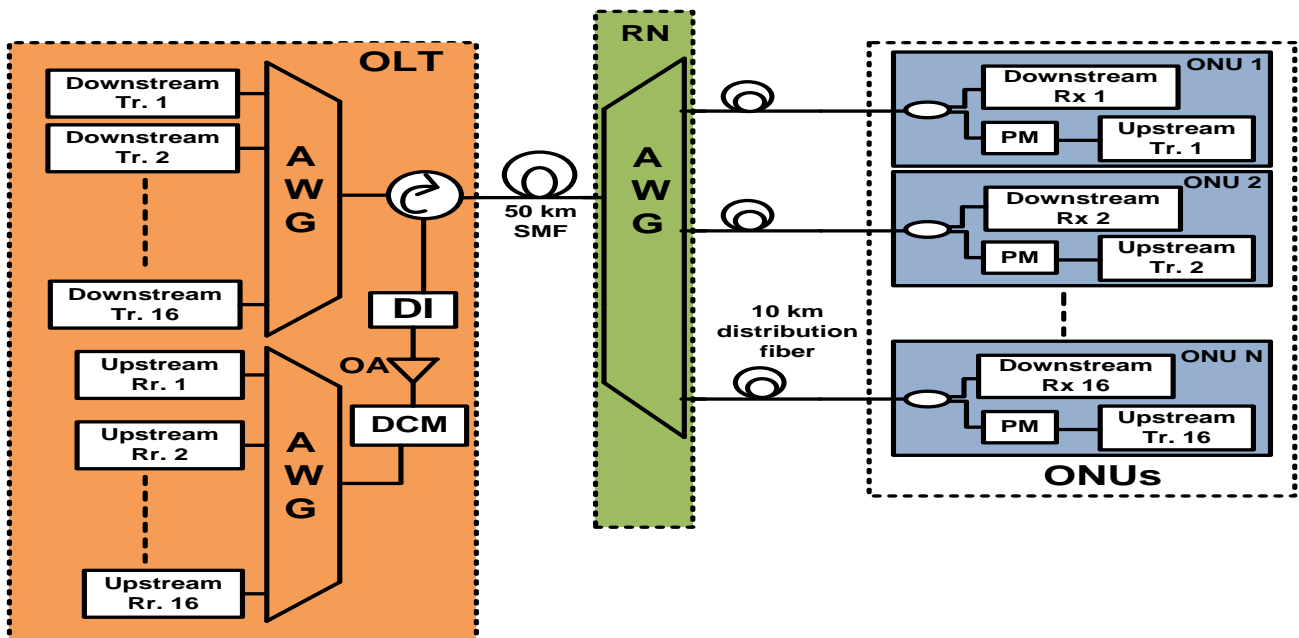 OLT
Downstream
Tr. 1
Downstream
Tr. 2
Downstream
Tr. 16
A
W
G
DI
OA
DCM
Upstream
Rr. 1
Upstream
Rr. 2
Upstream
Rr. 16
A
W
G
50 km
SMF
RN
A
W
G
10 km
distribution
fiber
ONU 1
Downstream
Rx 1
PM
Upstream
Tr. 1
ONU 2
Downstream
Rx 2
PM
Upstream
Tr. 2
ONU N
Downstream
Rx 16
PM
Upstream
Tr. 16
ONUs